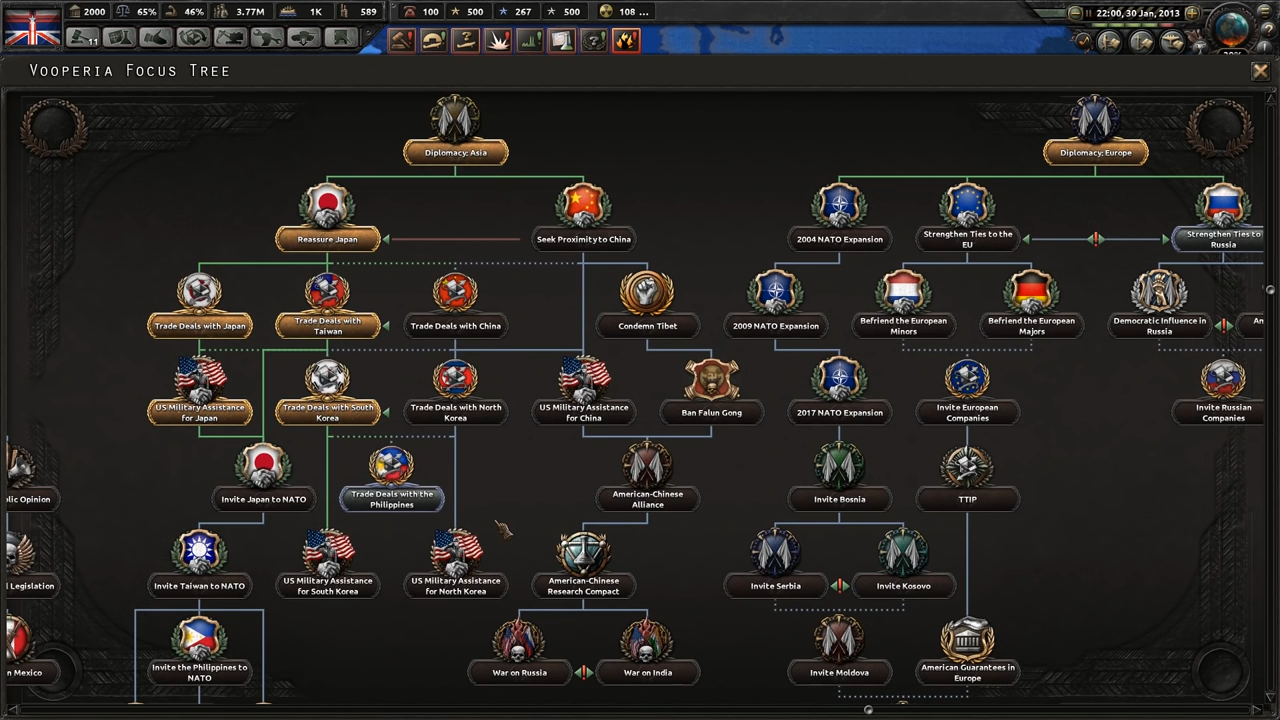 2000 65% 46% 3.77M 1K 589 100 500 267 500 108 ... 22:00, 30 Jan, 2013
11
VOOPERIA FOCUS TREE
Diplomacy: Asia
Diplomacy: Europe
Reassure Japan
Seek Proximity to China
2004 NATO Expansion
Strengthen Ties to the
EU
Strengthen Ties to
Russia
Trade Deals with Japan
Trade Deals with
Taiwan
Trade Deals with China
Condemn Tibet
2009 NATO Expansion
Befriend the European
Minors
Befriend the European
Majors
Democratic Influence in
Russia
US Military Assistance
for Japan
Trade Deals with South
Korea
Trade Deals with North
Korea
US Military Assistance
for China
Ban Falun Gong
2017 NATO Expansion
Invite European
Companies
Invite Russian
Companies
lic Opinion
Invite Japan to NATO
Trade Deals with the
Philippines
American-Chinese
Alliance
Invite Bosnia
TTIP
l Legislation
Invite Taiwan to NATO
US Military Assistance
for South Korea
US Military Assistance
for North Korea
American-Chinese
Research Compact
Invite Serbia
Invite Kosovo
n Mexico
Invite the Philippines to
NATO
War on Russia
War on India
Invite Moldova
American Guarantees in
Europe